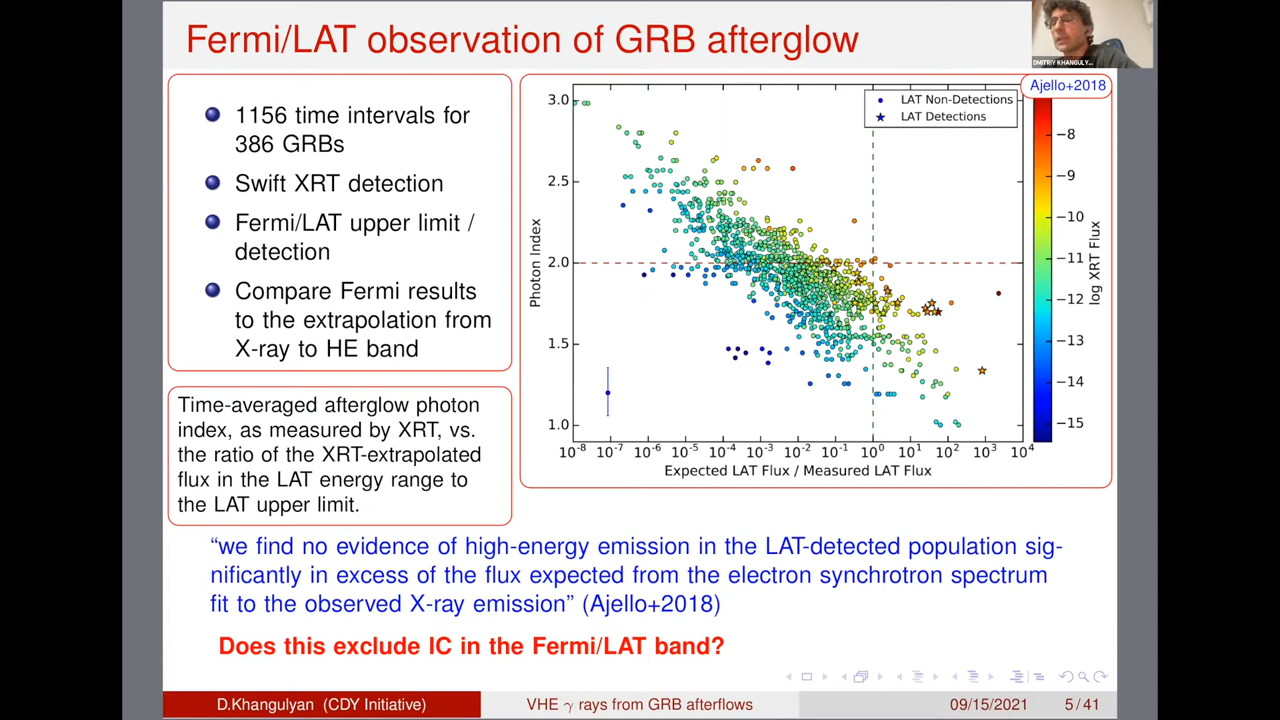 Fermi/LAT observation of GRB afterglow
DMITRIY KHANGULY...
1156 time intervals for
386 GRBs
Swift XRT detection
Fermi/LAT upper limit /
detection
Compare Fermi results
to the extrapolation from
X-ray to HE band
Time-averaged afterglow photon
index, as measured by XRT, vs.
the ratio of the XRT-extrapolated
flux in the LAT energy range to
the LAT upper limit.
Ajello+2018
LAT Non-Detections
LAT Detections
3.0
2.5
2.0
1.5
1.0
Photon Index
10⁻⁸ 10⁻⁷ 10⁻⁶ 10⁻⁵ 10⁻⁴ 10⁻³ 10⁻² 10⁻¹ 10⁰ 10¹ 10² 10³ 10⁴
Expected LAT Flux / Measured LAT Flux
−8
−9
−10
−11
−12
−13
−14
−15
log XRT Flux
“we find no evidence of high-energy emission in the LAT-detected population sig-
nificantly in excess of the flux expected from the electron synchrotron spectrum
fit to the observed X-ray emission” (Ajello+2018)
Does this exclude IC in the Fermi/LAT band?
D.Khangulyan (CDY Initiative)
VHE γ rays from GRB afterflows
09/15/2021
5 / 41